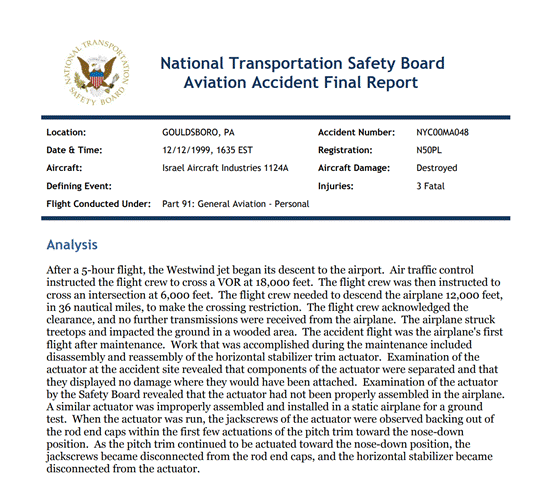 NATIONAL TRANSPORTATION
SAFETY BOARD
National Transportation Safety Board
Aviation Accident Final Report
Location: GOULDSBORO, PA Accident Number: NYC00MA048
Date & Time: 12/12/1999, 1635 EST Registration: N50PL
Aircraft: Israel Aircraft Industries 1124A Aircraft Damage: Destroyed
Defining Event: Injuries: 3 Fatal
Flight Conducted Under: Part 91: General Aviation - Personal
Analysis
After a 5-hour flight, the Westwind jet began its descent to the airport. Air traffic control
instructed the flight crew to cross a VOR at 18,000 feet. The flight crew was then instructed to
cross an intersection at 6,000 feet. The flight crew needed to descend the airplane 12,000 feet,
in 36 nautical miles, to make the crossing restriction. The flight crew acknowledged the
clearance, and no further transmissions were received from the airplane. The airplane struck
treetops and impacted the ground in a wooded area. The accident flight was the airplane's first
flight after maintenance. Work that was accomplished during the maintenance included
disassembly and reassembly of the horizontal stabilizer trim actuator. Examination of the
actuator at the accident site revealed that components of the actuator were separated and that
they displayed no damage where they would have been attached. Examination of the actuator
by the Safety Board revealed that the actuator had not been properly assembled in the airplane.
A similar actuator was improperly assembled and installed in a static airplane for a ground
test. When the actuator was run, the jackscrews of the actuator were observed backing out of
the rod end caps within the first few actuations of the pitch trim toward the nose-down
position. As the pitch trim continued to be actuated toward the nose-down position, the
jackscrews became disconnected from the rod end caps, and the horizontal stabilizer became
disconnected from the actuator.